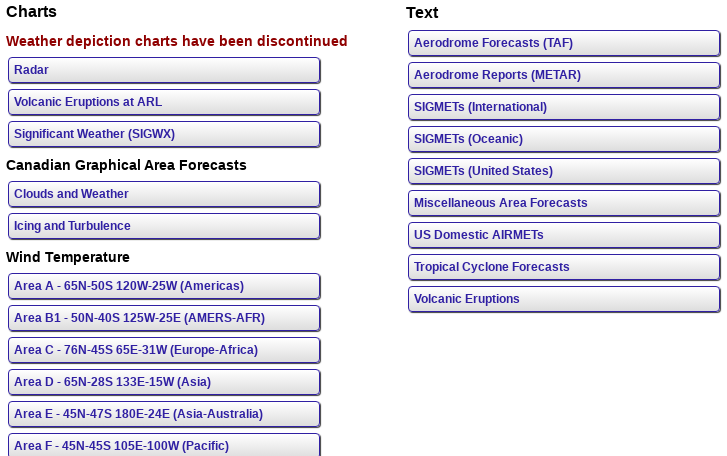 Charts
Weather depiction charts have been discontinued
Radar
Volcanic Eruptions at ARL
Significant Weather (SIGWX)
Canadian Graphical Area Forecasts
Clouds and Weather
Icing and Turbulence
Wind Temperature
Area A - 65N-50S 120W-25W (Americas)
Area B1 - 50N-40S 125W-25E (AMERS-AFR)
Area C - 76N-45S 65E-31W (Europe-Africa)
Area D - 65N-28S 133E-15W (Asia)
Area E - 45N-47S 180E-24E (Asia-Australia)
Area F - 45N-45S 105E-100W (Pacific)
Text
Aerodrome Forecasts (TAF)
Aerodrome Reports (METAR)
SIGMETs (International)
SIGMETs (Oceanic)
SIGMETs (United States)
Miscellaneous Area Forecasts
US Domestic AIRMETs
Tropical Cyclone Forecasts
Volcanic Eruptions